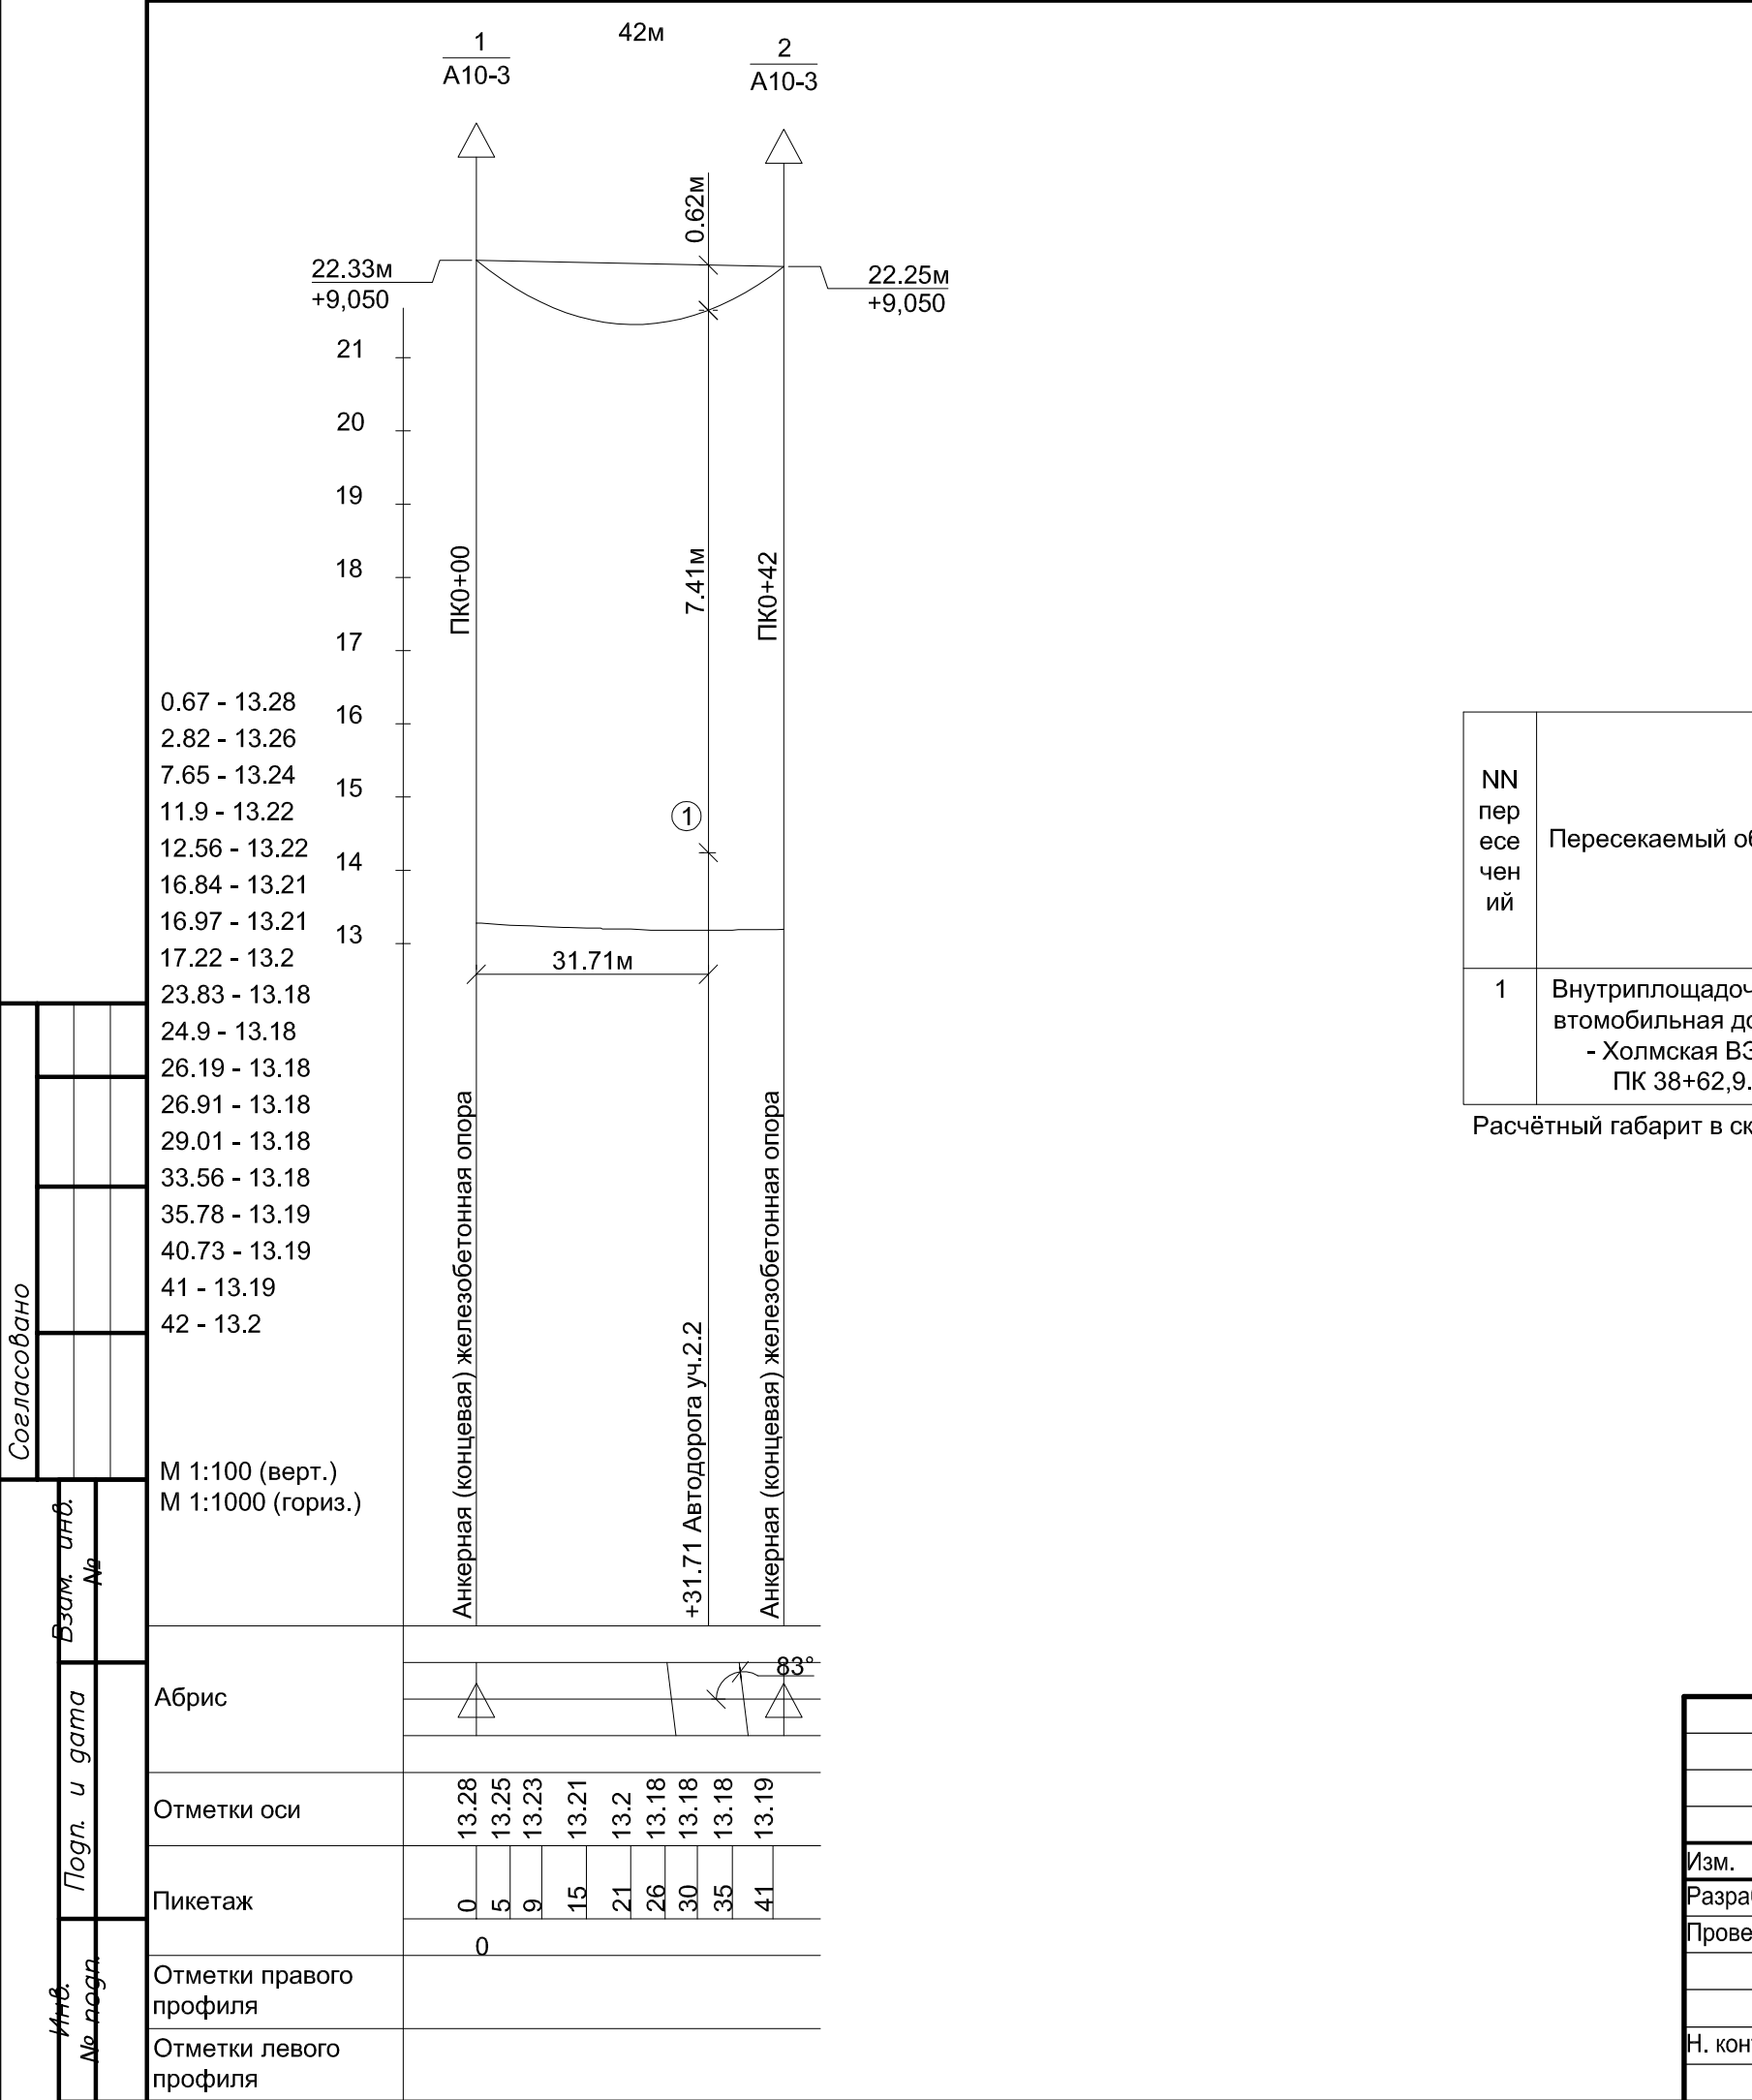 42м
1
А10-3
2
А10-3
0.62м
22.33м
+9,050
22.25м
+9,050
21
20
19
18
17
16
15
14
13
ПК0+00
7.41м
ПК0+42
1
31.71м
0.67 - 13.28
2.82 - 13.26
7.65 - 13.24
11.9 - 13.22
12.56 - 13.22
16.84 - 13.21
16.97 - 13.21
17.22 - 13.2
23.83 - 13.18
24.9 - 13.18
26.19 - 13.18
26.91 - 13.18
29.01 - 13.18
33.56 - 13.18
35.78 - 13.19
40.73 - 13.19
41 - 13.19
42 - 13.2
М 1:100 (верт.)
М 1:1000 (гориз.)
Анкерная (концевая) железобетонная опора
+31.71 Автодорога уч.2.2
Анкерная (концевая) железобетонная опора
NN
пер
есе
чен
ий
Пересекаемый
1
втомобильная
- Холмская
ПК 38+62,9.
Расчётный габарит в
Согласовано
Взам. инв.
№
Подп. и дата
Инв.
№ подп.
Абрис
83°
Отметки оси
13.28 13.25 13.23 13.21 13.2 13.18 13.18 13.18 13.19
Пикетаж
0 5 9 15 21 26 30 35 41
0
Отметки правого
профиля
Отметки левого
профиля
Изм.
Н.